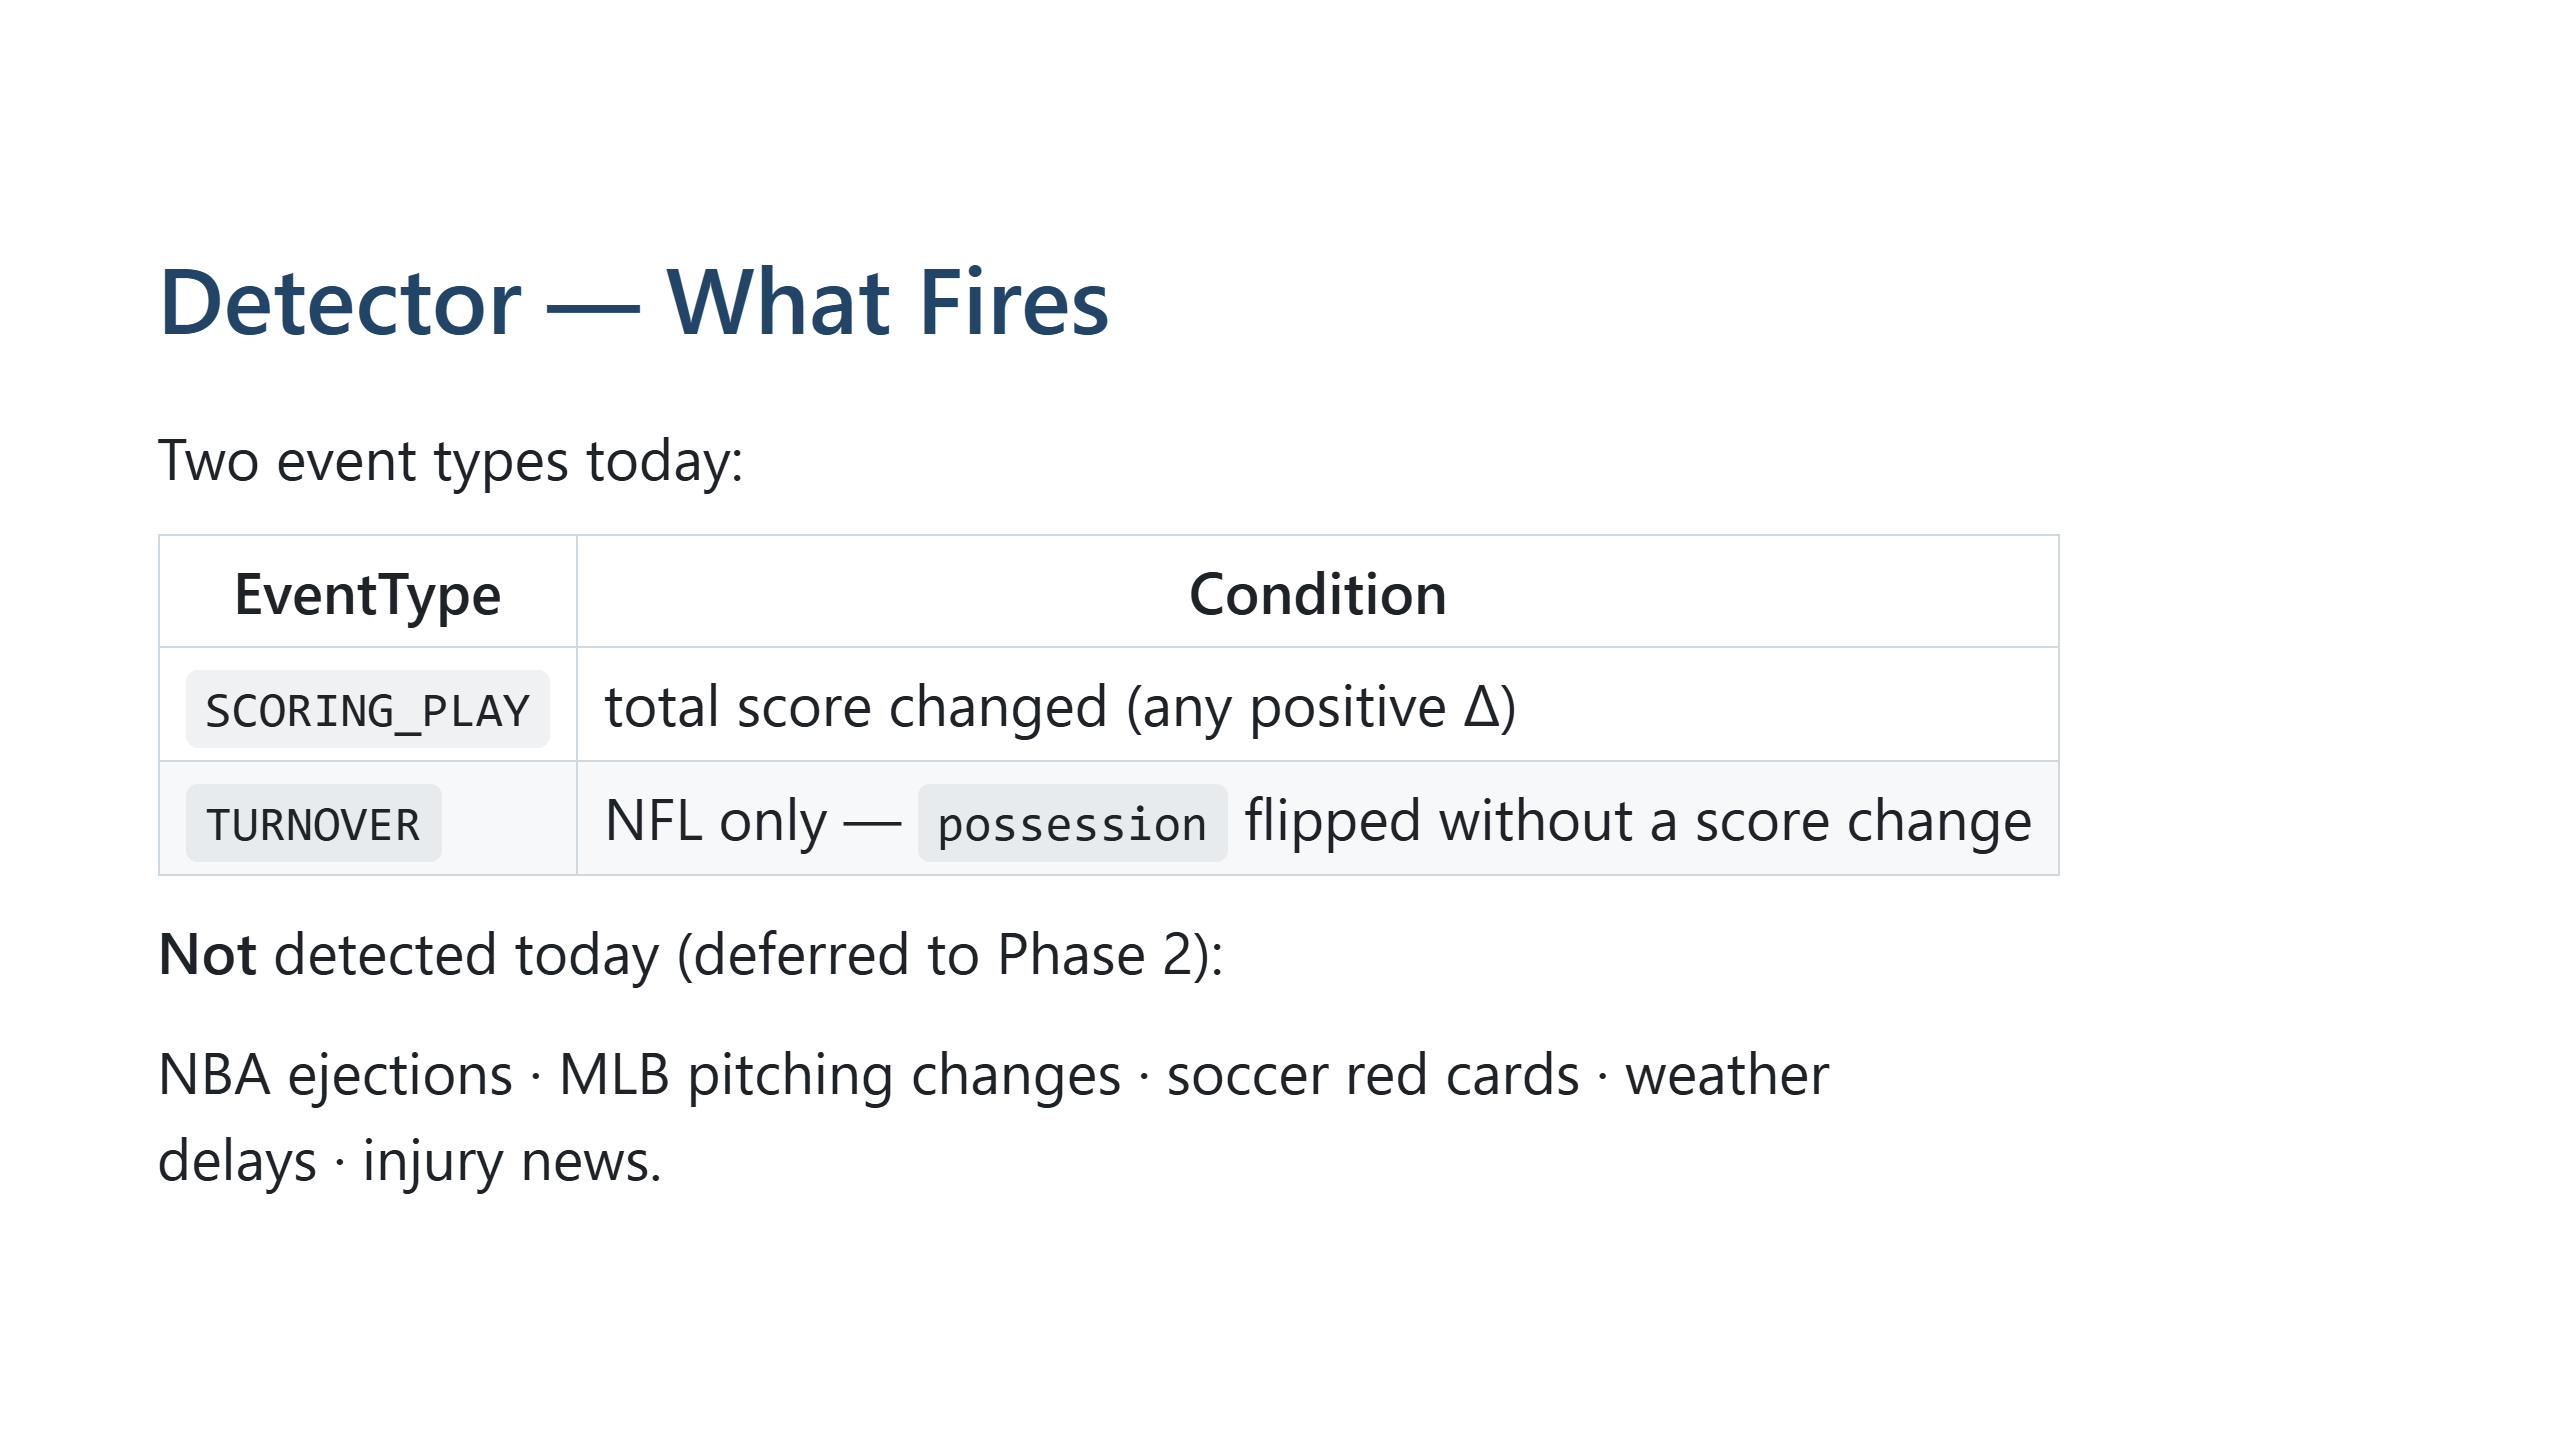 Detector — What Fires
Two event types today:
EventType Condition
SCORING_PLAY total score changed (any positive Δ)
TURNOVER NFL only — possession flipped without a score change
Not detected today (deferred to Phase 2):
NBA ejections · MLB pitching changes · soccer red cards · weather
delays · injury news.